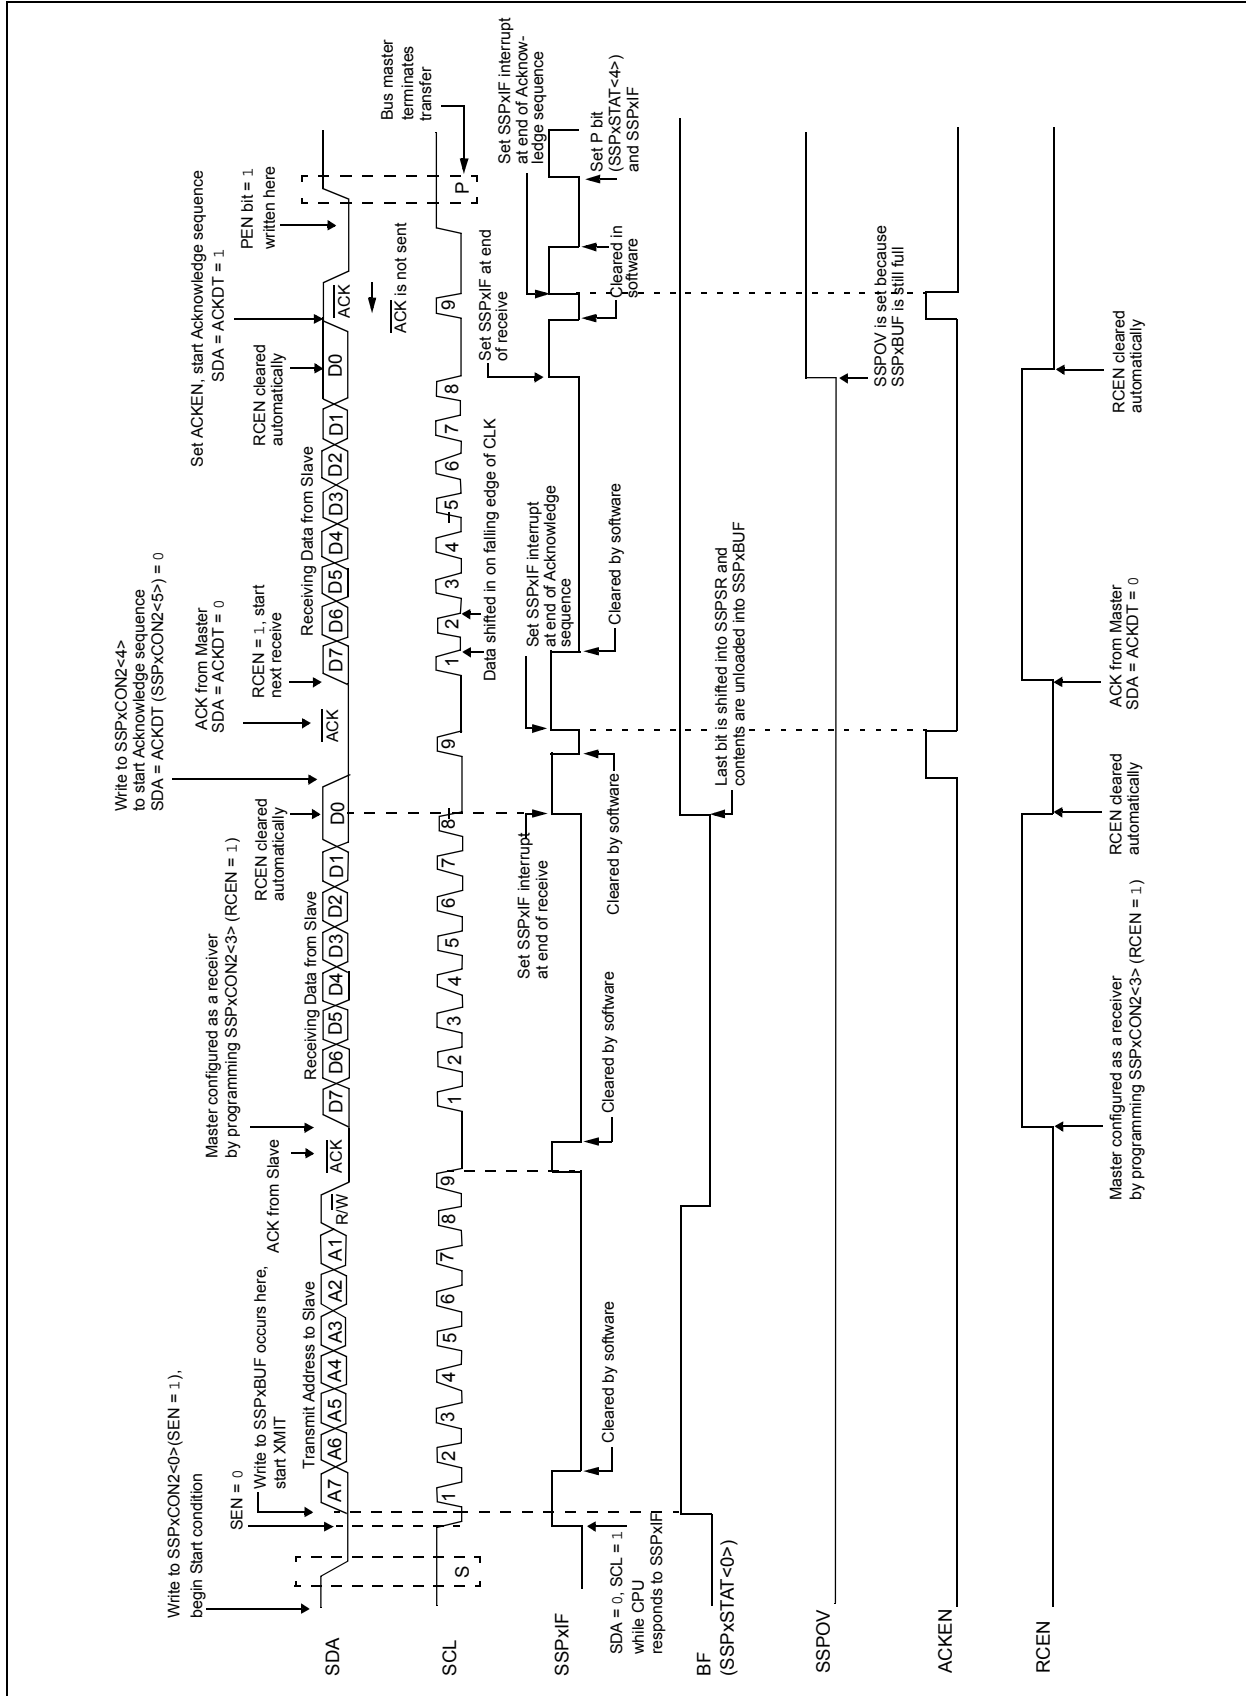 Write to SSPxCON2<0>(SEN = 1),
begin Start condition
SEN = 0
Write to SSPxBUF occurs here,
start XMIT
ACK from Slave
Master configured as a receiver
by programming SSPxCON2<3> (RCEN = 1)
RCEN cleared
automatically
Write to SSPxCON2<4>
to start Acknowledge sequence
SDA = ACKDT (SSPxCON2<5>) = 0
ACK from Master
SDA = ACKDT = 0
RCEN = 1, start
next receive
RCEN cleared
automatically
Set ACKEN, start Acknowledge sequence
SDA = ACKDT = 1
PEN bit = 1
written here
Transmit Address to Slave
Receiving Data from Slave
Receiving Data from Slave
SDA
A7 A6 A5 A4 A3 A2 A1 R/W ACK D7 D6 D5 D4 D3 D2 D1 D0 ACK D7 D6 D5 D4 D3 D2 D1 D0 ACK
ACK is not sent
Bus master
terminates
transfer
SCL
S 1 2 3 4 5 6 7 8 9 1 2 3 4 5 6 7 8 9 1 2 3 4 5 6 7 8 9 P
Data shifted in on falling edge of CLK
Set SSPxIF interrupt
at end of receive
Set SSPxIF interrupt
at end of Acknowledge
sequence
Set SSPxIF at end
of receive
Set SSPxIF interrupt
at end of Acknow-
ledge sequence
SSPxIF
SDA = 0, SCL = 1
while CPU
responds to SSPxIF
Cleared by software
Cleared by software
Cleared by software
Cleared by software
Cleared in
software
Set P bit
(SSPxSTAT<4>)
and SSPxIF
BF
(SSPxSTAT<0>)
Last bit is shifted into SSPSR and
contents are unloaded into SSPxBUF
SSPOV
SSPOV is set because
SSPxBUF is still full
ACKEN
RCEN
Master configured as a receiver
by programming SSPxCON2<3> (RCEN = 1)
RCEN cleared
automatically
ACK from Master
SDA = ACKDT = 0
RCEN cleared
automatically